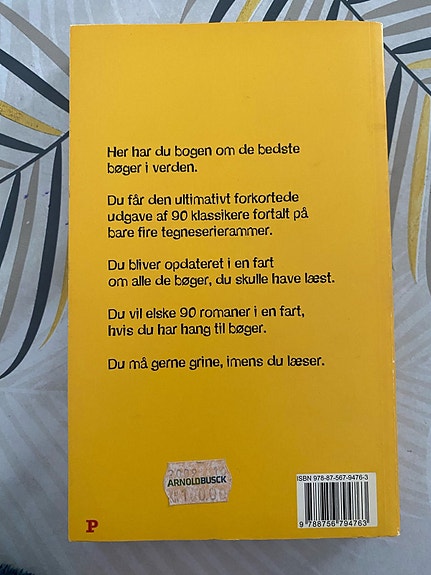 Her har du bogen om de bedste
bøger i verden.
Du får den ultimativt forkortede
udgave af 90 klassikere fortalt på
bare fire tegneserierammer.
Du bliver opdateret i en fart
om alle de bøger, du skulle have læst.
Du vil elske 90 romaner i en fart,
hvis du har hang til bøger.
Du må gerne grine, imens du læser.
ARNOLDBUSCK
ISBN 978-87-567-9476-3
9 788756 794763
P